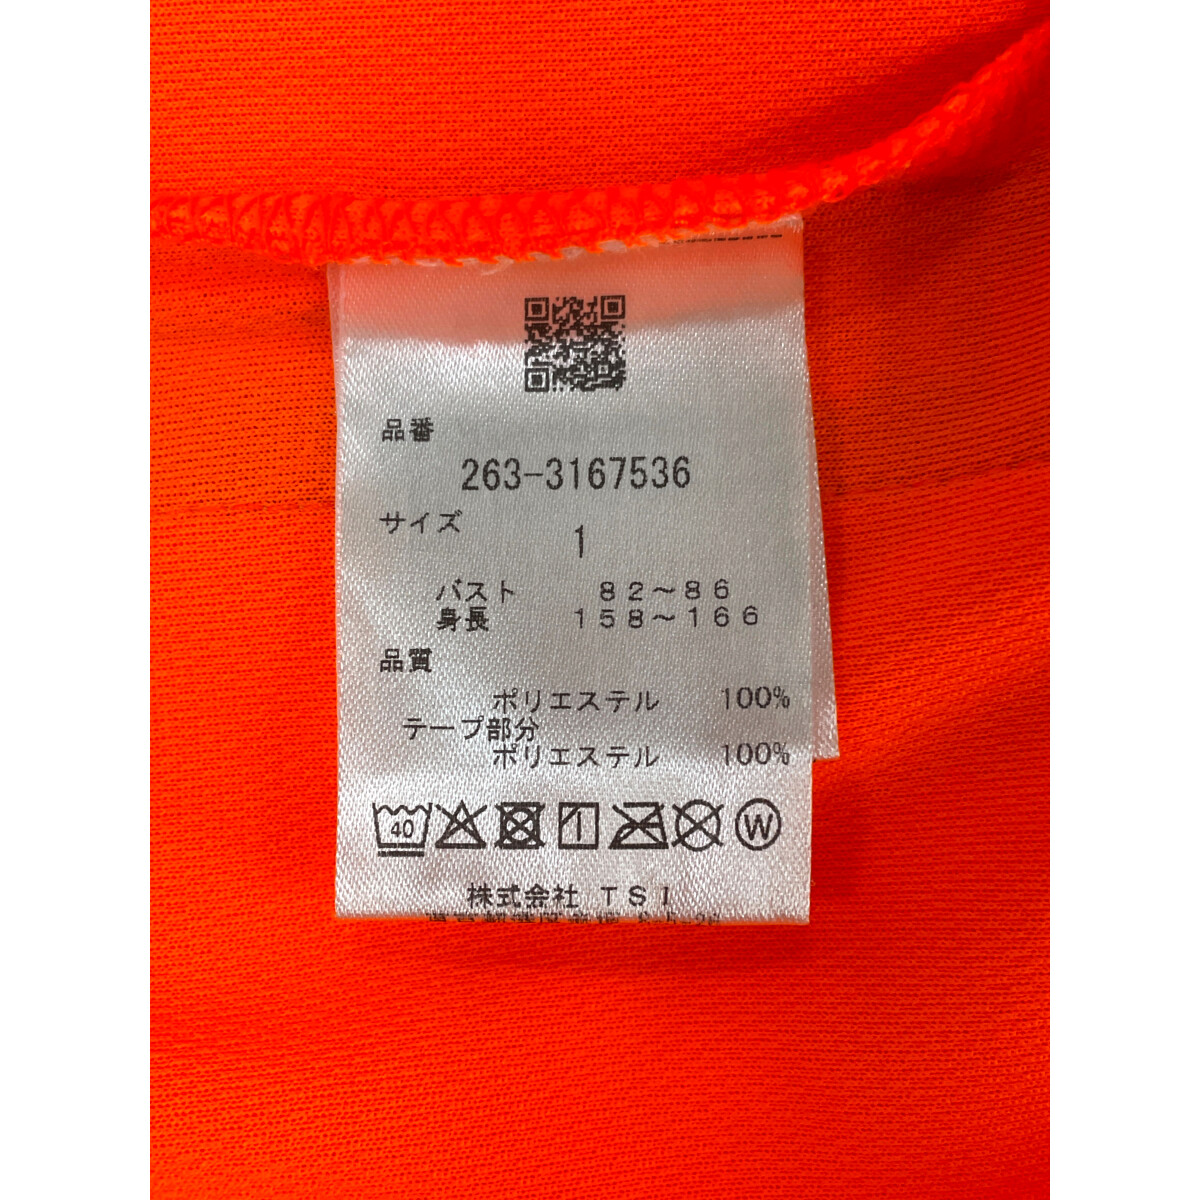 品番
263-3167536
サイズ
1
バスト 82～86
身長 158～166
品質
ポリエステル 100%
テープ部分
ポリエステル 100%
40
W
株式会社 TSI